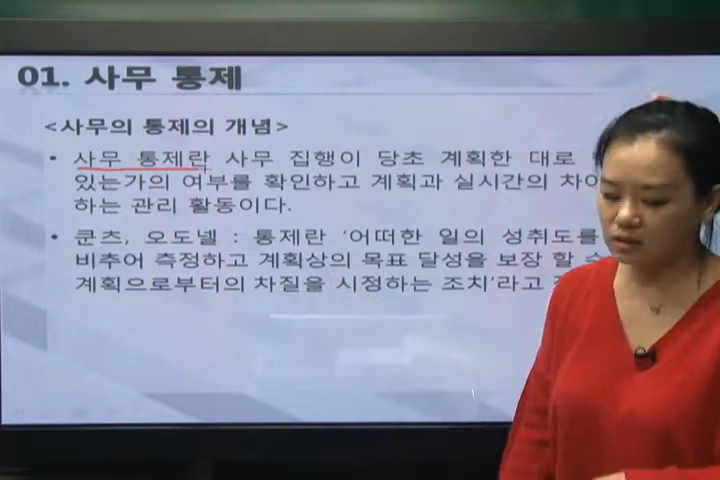 01. 사무 통제
<사무의 통제의 개념>
• 사무 통제란 사무 집행이 당초 계획한 대로
있는가의 여부를 확인하고 계획과 실시간의 차이
하는 관리 활동이다.
• 쿤츠, 오도넬 : 통제란 '어떠한 일의 성취도를
비추어 측정하고 계획상의 목표 달성을 보장 할 수
계획으로부터의 차질을 시정하는 조치'라고